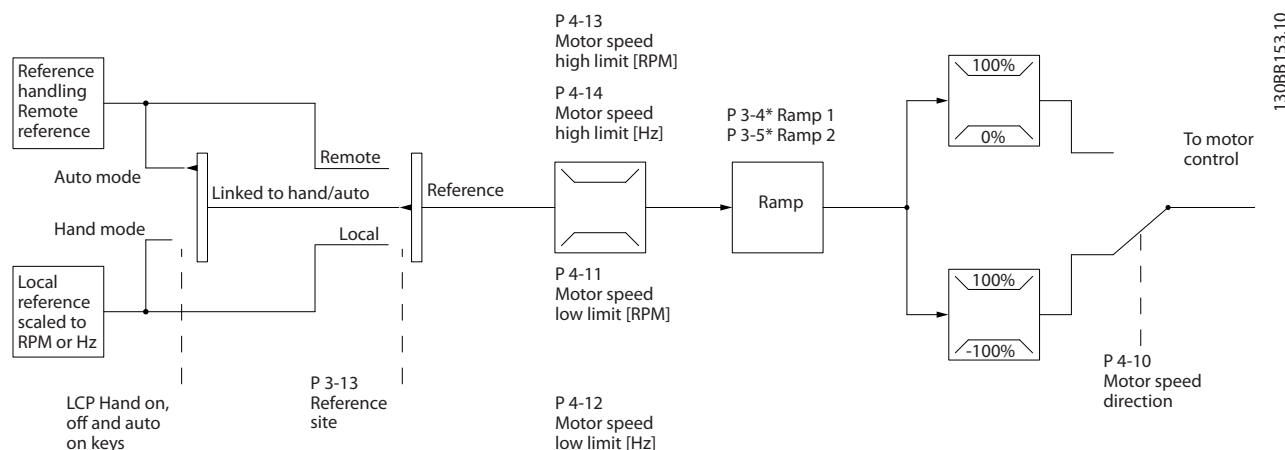 Reference
handling
Remote
reference
Auto mode
Hand mode
Local
reference
scaled to
RPM or Hz
LCP Hand on,
off and auto
on keys
Linked to hand/auto
Remote
Local
P 3-13
Reference
site
Reference
P 4-13
Motor speed
high limit [RPM]
P 4-14
Motor speed
high limit [Hz]
P 4-11
Motor speed
low limit [RPM]
P 4-12
Motor speed
low limit [Hz]
P 3-4* Ramp 1
P 3-5* Ramp 2
Ramp
100%
0%
100%
-100%
To motor
control
P 4-10
Motor speed
direction
130BB153.10